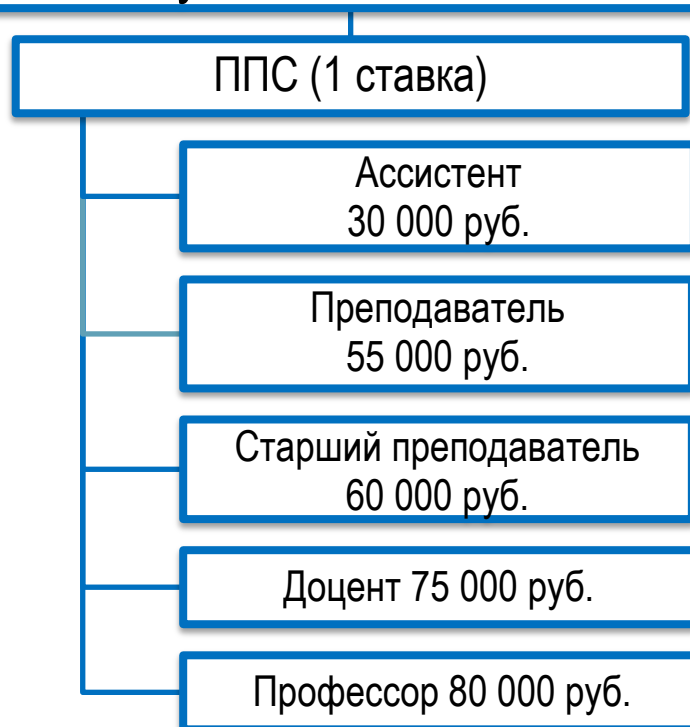 ППС (1 ставка)
Ассистент
30 000 руб.
Преподаватель
55 000 руб.
Старший преподаватель
60 000 руб.
Доцент 75 000 руб.
Профессор 80 000 руб.